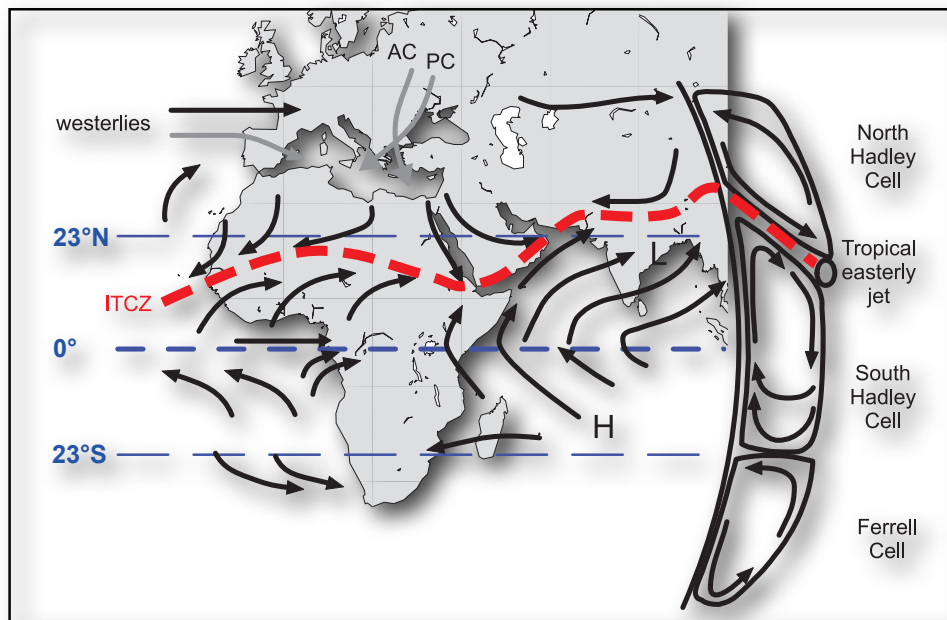 AC PC
westerlies
North
Hadley
Cell
23°N
L
Tropical
easterly
jet
ITCZ
0°
South
Hadley
Cell
H
23°S
Ferrell
Cell